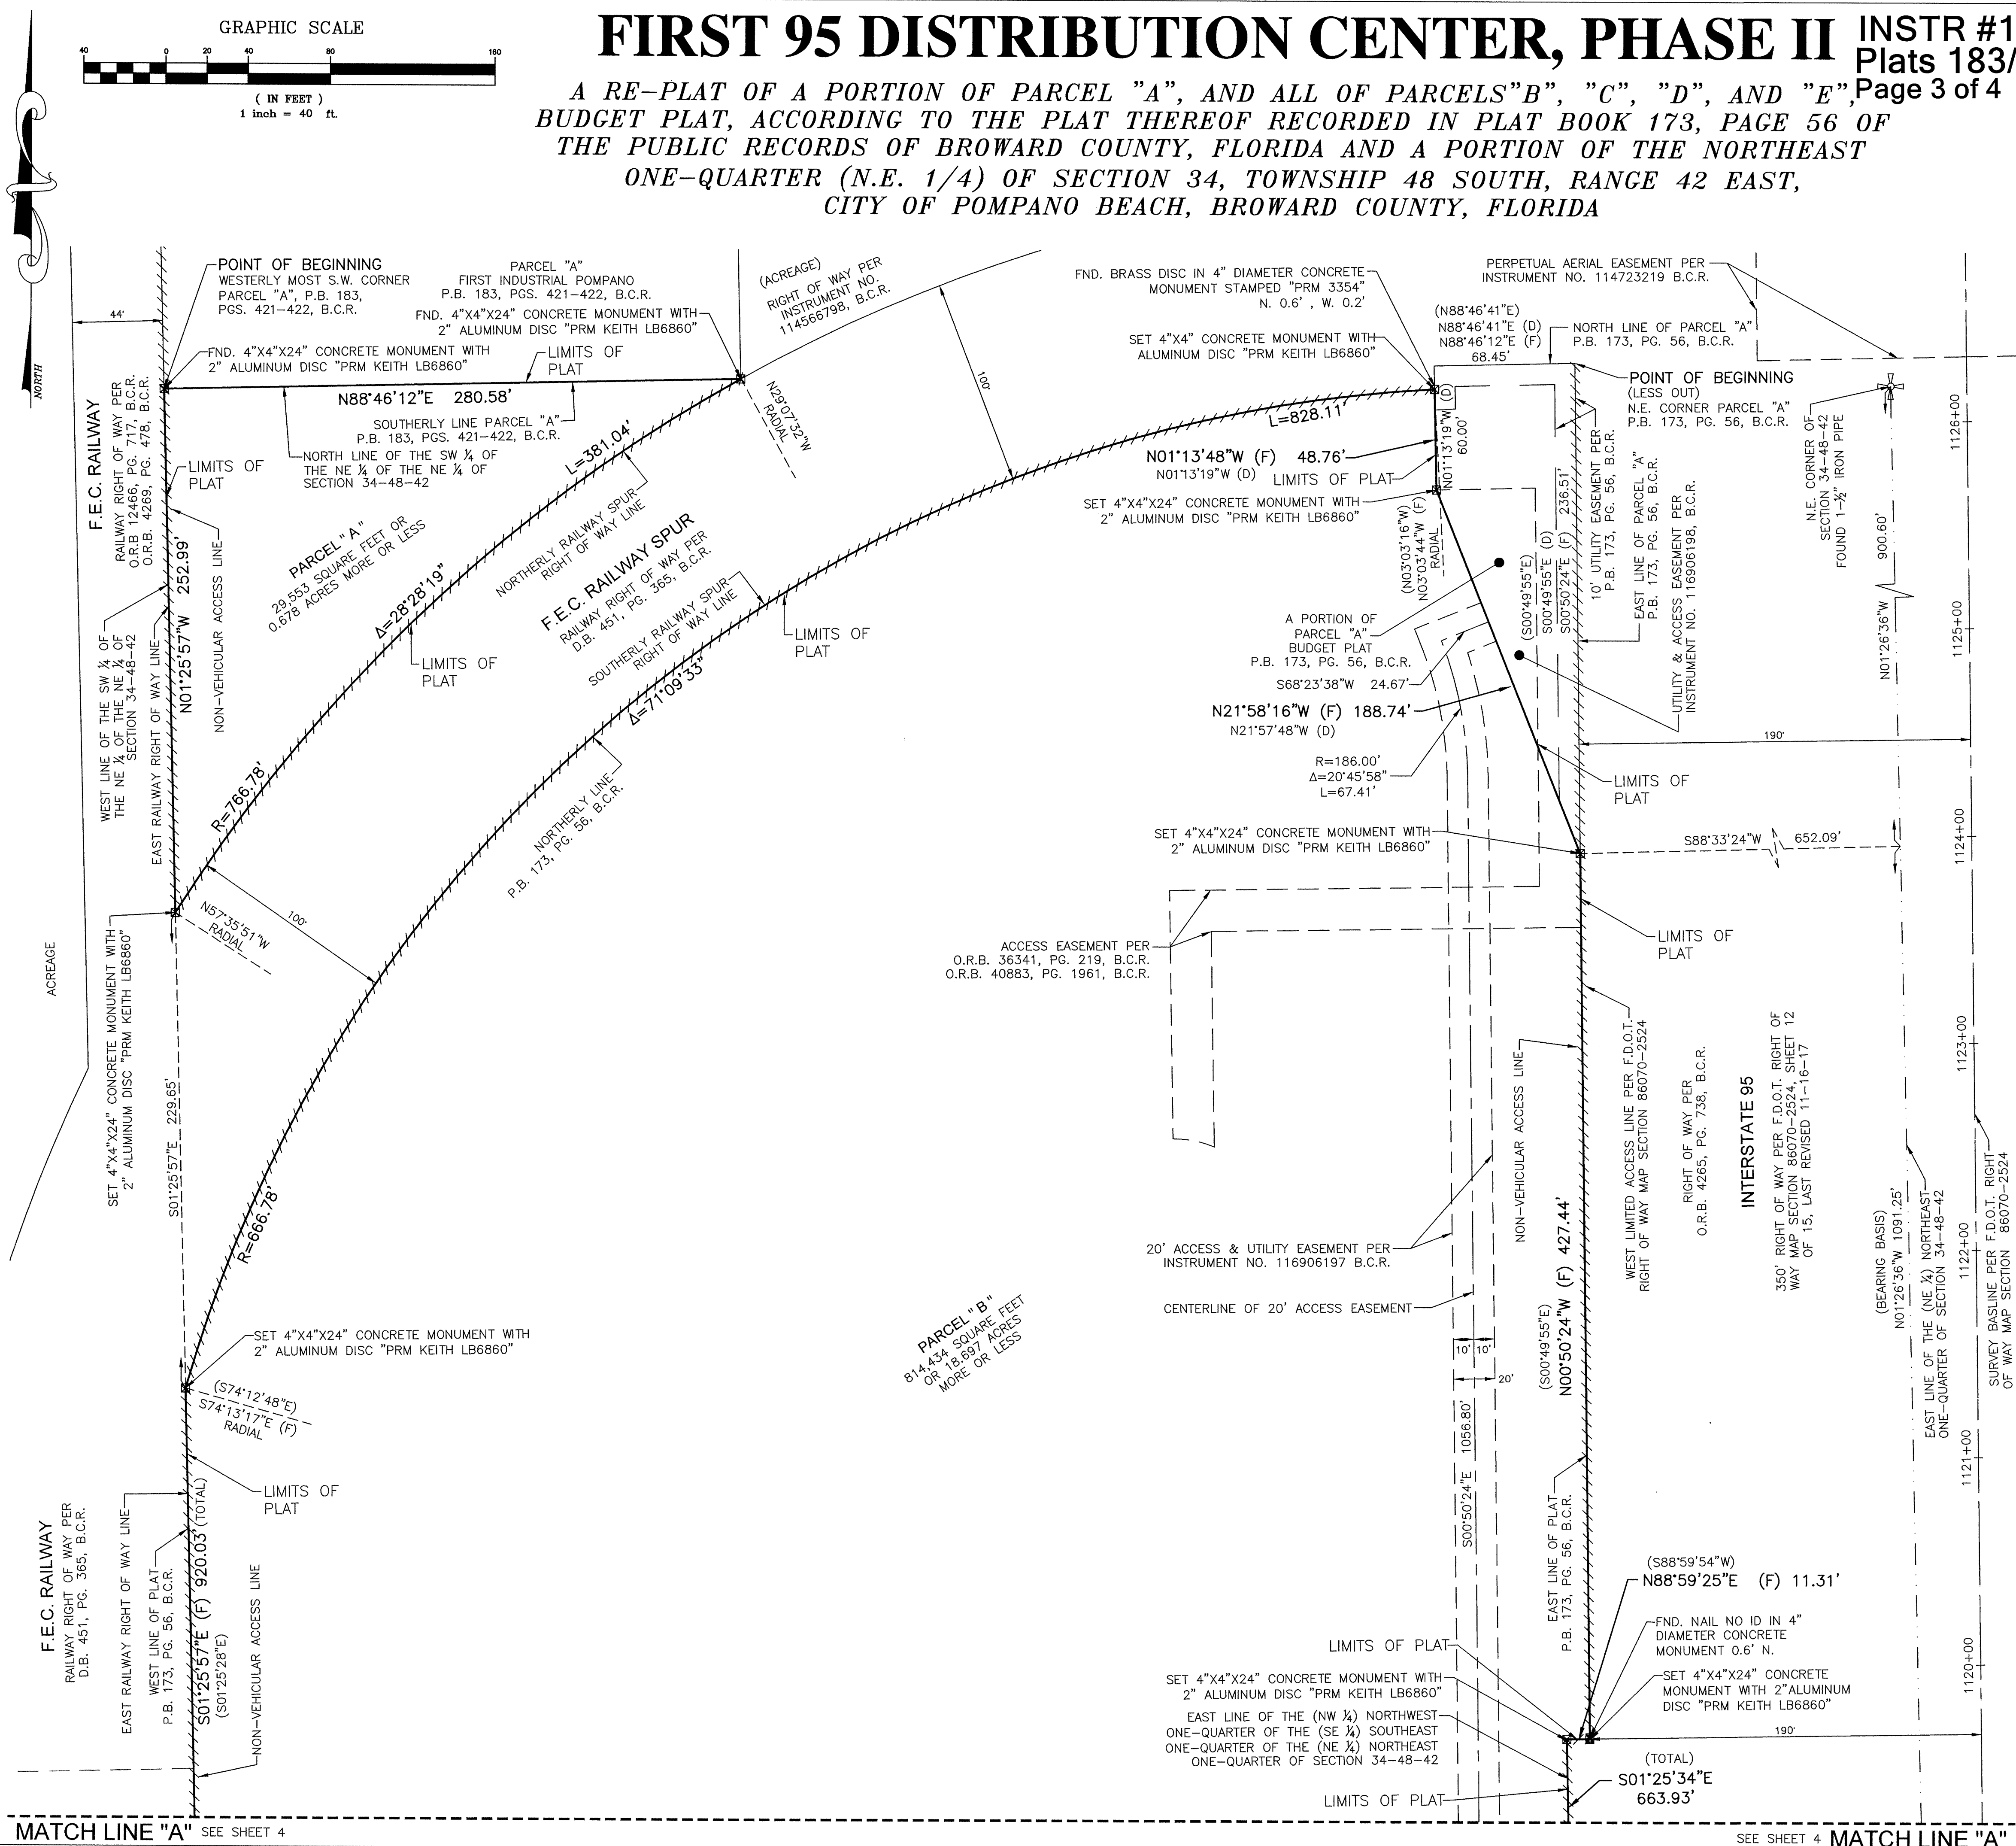 GRAPHIC SCALE
40 0 20 40 80 160
( IN FEET )
1 inch = 40 ft.
NORTH
FIRST 95 DISTRIBUTION CENTER, PHASE II
INSTR #1
Plats 183/
Page 3 of 4
A RE-PLAT OF A PORTION OF PARCEL "A", AND ALL OF PARCELS"B", "C", "D", AND "E",
BUDGET PLAT, ACCORDING TO THE PLAT THEREOF RECORDED IN PLAT BOOK 173, PAGE 56 OF
THE PUBLIC RECORDS OF BROWARD COUNTY, FLORIDA AND A PORTION OF THE NORTHEAST
ONE-QUARTER (N.E. 1/4) OF SECTION 34, TOWNSHIP 48 SOUTH, RANGE 42 EAST,
CITY OF POMPANO BEACH, BROWARD COUNTY, FLORIDA
44'
POINT OF BEGINNING
WESTERLY MOST S.W. CORNER
PARCEL "A", P.B. 183,
PGS. 421-422, B.C.R.
PARCEL "A"
FIRST INDUSTRIAL POMPANO
P.B. 183, PGS. 421-422, B.C.R.
FND. 4"X4"X24" CONCRETE MONUMENT WITH
2" ALUMINUM DISC "PRM KEITH LB6860"
FND. 4"X4"X24" CONCRETE MONUMENT WITH
2" ALUMINUM DISC "PRM KEITH LB6860"
LIMITS OF
PLAT
N88°46'12"E 280.58'
SOUTHERLY LINE PARCEL "A"
P.B. 183, PGS. 421-422, B.C.R.
NORTH LINE OF THE SW ¼ OF
THE NE ¼ OF THE NE ¼ OF
SECTION 34-48-42
LIMITS OF
PLAT
(ACREAGE)
RIGHT OF WAY PER
INSTRUMENT NO.
114566798, B.C.R.
N29°07'32"W
RADIAL
100'
F.E.C. RAILWAY
RAILWAY RIGHT OF WAY PER
O.R.B 12466, PG. 717, B.C.R.
O.R.B. 4269, PG. 478, B.C.R.
WEST LINE OF THE SW ¼ OF
THE NE ¼ OF THE NE ¼ OF
SECTION 34-48-42
EAST RAILWAY RIGHT OF WAY LINE
N01°25'57"W 252.99'
NON-VEHICULAR ACCESS LINE
PARCEL" A"
29,553 SQUARE FEET OR
0.678 ACRES MORE OR LESS
L=381.04'
Δ=28°28'19"
R=766.78'
LIMITS OF
PLAT
NORTHERLY RAILWAY SPUR
RIGHT OF WAY LINE
F.E.C. RAILWAY SPUR
RAILWAY RIGHT OF WAY PER
D.B. 451, PG. 365, B.C.R.
SOUTHERLY RAILWAY SPUR
RIGHT OF WAY LINE
LIMITS OF
PLAT
L=828.11'
Δ=71°09'33"
R=666.78'
NORTHERLY LINE
P.B. 173, PG. 56, B.C.R.
100'
N57°35'51"W
RADIAL
ACREAGE
SET 4"X4"X24" CONCRETE MONUMENT WITH
2" ALUMINUM DISC "PRM KEITH LB6860"
S01°25'57"E 229.65'
SET 4"X4"X24" CONCRETE MONUMENT WITH
2" ALUMINUM DISC "PRM KEITH LB6860"
(S74°12'48"E)
S74°13'17"E (F)
RADIAL
LIMITS OF
PLAT
F.E.C. RAILWAY
RAILWAY RIGHT OF WAY PER
D.B. 451, PG. 365, B.C.R.
EAST RAILWAY RIGHT OF WAY LINE
WEST LINE OF PLAT
P.B. 173, PG. 56, B.C.R.
S01°25'57"E (F) 920.03' (TOTAL)
(S01°25'28"E)
NON-VEHICULAR ACCESS LINE
PARCEL" B"
814,434 SQUARE FEET
OR 18.697 ACRES
MORE OR LESS
FND. BRASS DISC IN 4" DIAMETER CONCRETE
MONUMENT STAMPED "PRM 3354"
N. 0.6' , W. 0.2'
SET 4"X4" CONCRETE MONUMENT WITH
ALUMINUM DISC "PRM KEITH LB6860"
(N88°46'41"E)
N88°46'41"E (D)
N88°46'12"E (F)
68.45'
NORTH LINE OF PARCEL "A"
P.B. 173, PG. 56, B.C.R.
PERPETUAL AERIAL EASEMENT PER
INSTRUMENT NO. 114723219 B.C.R.
POINT OF BEGINNING
(LESS OUT)
N.E. CORNER PARCEL "A"
P.B. 173, PG. 56, B.C.R.
N01°13'48"W (F) 48.76'
N01°13'19"W (D)
LIMITS OF PLAT
N01°13'19"W (D)
60.00'
SET 4"X4"X24" CONCRETE MONUMENT WITH
2" ALUMINUM DISC "PRM KEITH LB6860"
(N03°03'16"W)
N03°03'44"W (F)
RADIAL
(S00°49'55"E)
S00°49'55"E (D)
S00°50'24"E (F) 236.51'
10' UTILITY EASEMENT PER
P.B. 173, PG. 56, B.C.R.
EAST LINE OF PARCEL "A"
P.B. 173, PG. 56, B.C.R.
UTILITY & ACCESS EASEMENT PER
INSTRUMENT NO. 116906198, B.C.R.
N.E. CORNER OF
SECTION 34-48-42
FOUND 1-½" IRON PIPE
N01°26'36"W 900.60'
A PORTION OF
PARCEL "A"
BUDGET PLAT
P.B. 173, PG. 56, B.C.R.
S68°23'38"W 24.67'
N21°58'16"W (F) 188.74'
N21°57'48"W (D)
R=186.00'
Δ=20°45'58"
L=67.41'
LIMITS OF
PLAT
190'
SET 4"X4"X24" CONCRETE MONUMENT WITH
2" ALUMINUM DISC "PRM KEITH LB6860"
S88°33'24"W 652.09'
ACCESS EASEMENT PER
O.R.B. 36341, PG. 219, B.C.R.
O.R.B. 40883, PG. 1961, B.C.R.
LIMITS OF
PLAT
1126+00
1125+00
1124+00
1123+00
1122+00
1121+00
1120+00
NON-VEHICULAR ACCESS LINE
WEST LIMITED ACCESS LINE PER F.D.O.T.
RIGHT OF WAY MAP SECTION 86070-2524
RIGHT OF WAY PER
O.R.B. 4265, PG. 738, B.C.R.
INTERSTATE 95
350' RIGHT OF WAY PER F.D.O.T. RIGHT OF
WAY MAP SECTION 86070-2524, SHEET 12
OF 15, LAST REVISED 11-16-17
(BEARING BASIS)
N01°26'36"W 1091.25'
EAST LINE OF THE (NE ¼) NORTHEAST
ONE-QUARTER OF SECTION 34-48-42
SURVEY BASLINE PER F.D.O.T. RIGHT
OF WAY MAP SECTION 86070-2524
20' ACCESS & UTILITY EASEMENT PER
INSTRUMENT NO. 116906197 B.C.R.
CENTERLINE OF 20' ACCESS EASEMENT
10' 10'
20'
S00°50'24"E 1056.80'
(S00°49'55"E)
N00°50'24"W (F) 427.44'
EAST LINE OF PLAT
P.B. 173, PG. 56, B.C.R.
(S88°59'54"W)
N88°59'25"E (F) 11.31'
FND. NAIL NO ID IN 4"
DIAMETER CONCRETE
MONUMENT 0.6' N.
SET 4"X4"X24" CONCRETE
MONUMENT WITH 2"ALUMINUM
DISC "PRM KEITH LB6860"
LIMITS OF PLAT
SET 4"X4"X24" CONCRETE MONUMENT WITH
2" ALUMINUM DISC "PRM KEITH LB6860"
EAST LINE OF THE (NW ¼) NORTHWEST
ONE-QUARTER OF THE (SE ¼) SOUTHEAST
ONE-QUARTER OF THE (NE ¼) NORTHEAST
ONE-QUARTER OF SECTION 34-48-42
190'
(TOTAL)
S01°25'34"E
663.93'
LIMITS OF PLAT
MATCH LINE "A" SEE SHEET 4
SEE SHEET 4 MATCH LINE "A"